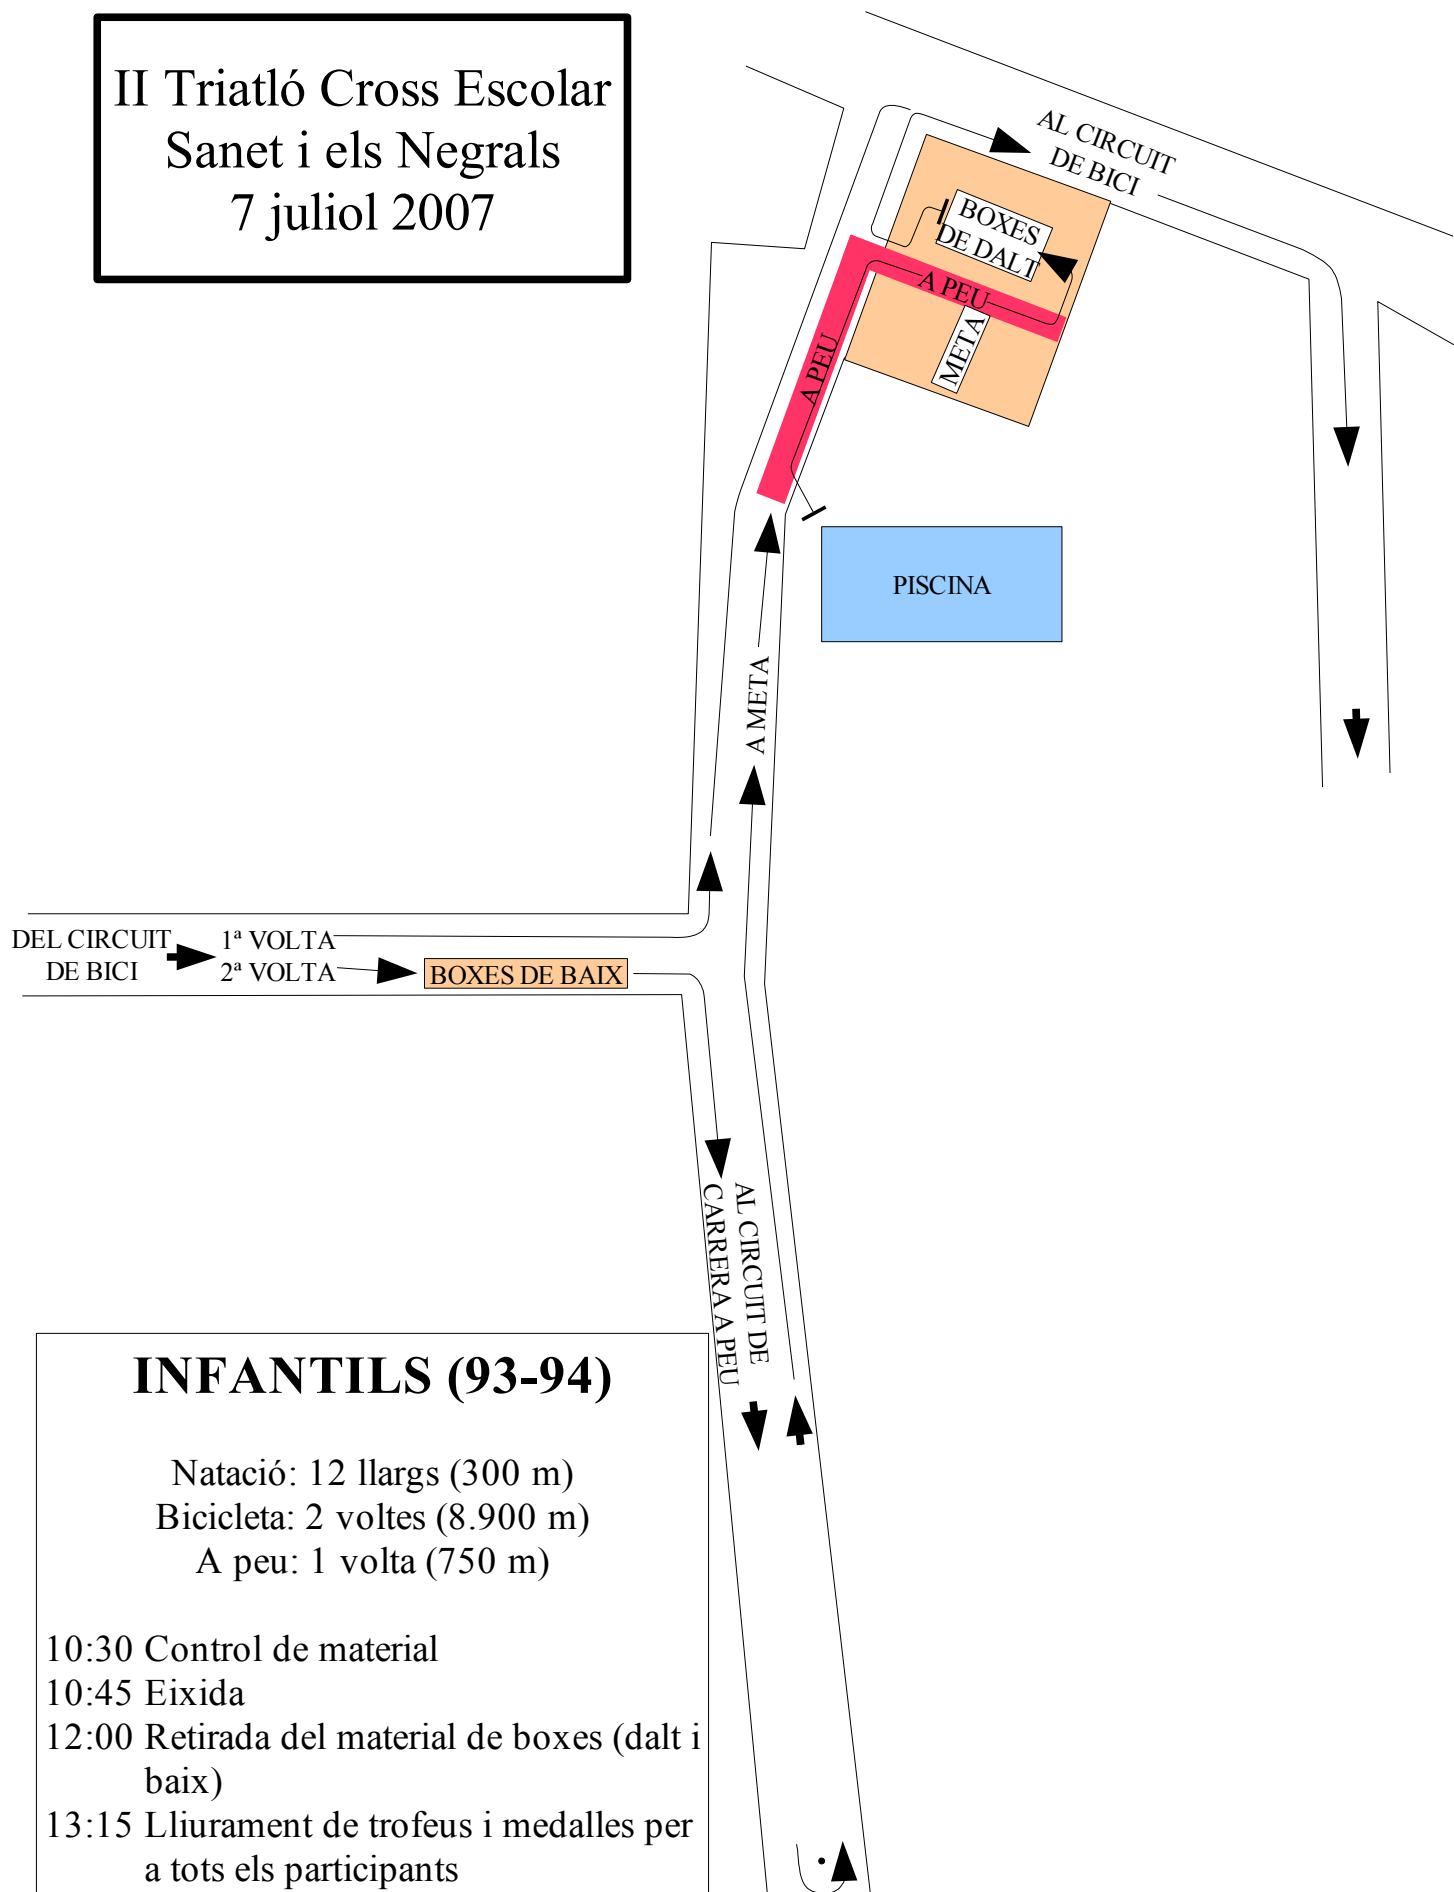 II Triatló Cross Escolar
Sanet i els Negrals
7 juliol 2007
AL CIRCUIT
DE BICI
BOXES
DE DALT
A PEU
META
A PEU
PISCINA
A META
DEL CIRCUIT
DE BICI
1ª VOLTA
2ª VOLTA
BOXES DE BAIX
AL CIRCUIT DE
CARRERA A PEU
INFANTILS (93-94)
Natació: 12 llargs (300 m)
Bicicleta: 2 voltes (8.900 m)
A peu: 1 volta (750 m)
10:30 Control de material
10:45 Eixida
12:00 Retirada del material de boxes (dalt i
baix)
13:15 Lliurament de trofeus i medalles per
a tots els participants